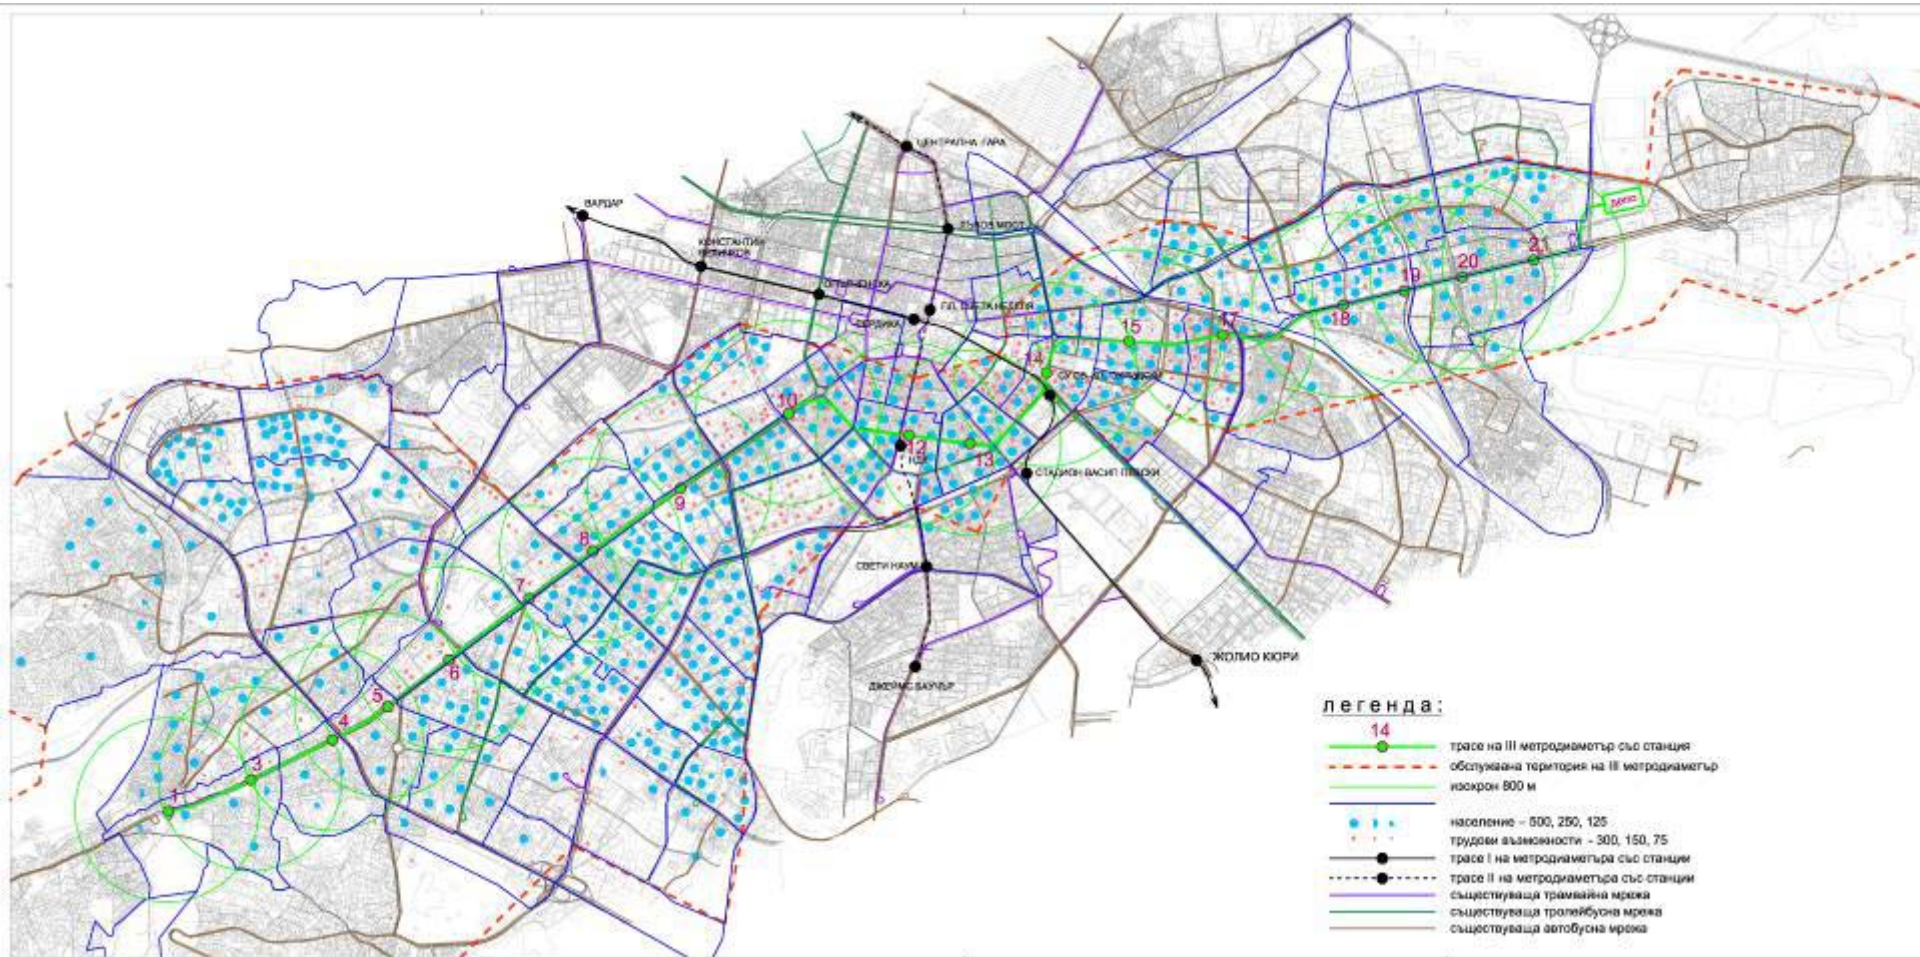 ЦЕНТРАЛНА ГАРА
ВАРДАР
ЛЪВОВ МОСТ
КОНСТАНТИН
ВЕЛИЧКОВ
ОПЪЛЧЕНСКА
ПЛ. СВЕТА НЕДЕЛЯ
СЕРДИКА
депо
21
20
19
18
17
15
14
10
12
НДК
13
СТАДИОН ВАСИЛ ЛЕВСКИ
9
8
СВЕТИ НАУМ
7
ЖОЛИО КЮРИ
6
ДЖЕЙМС БАУЧЪР
5
4
3
1
легенда:
14
трасе на III метродиаметър със станция
обслужвана територия на III метродиаметър
изохрон 800 м
население – 500, 250, 125
трудови възможности - 300, 150, 75
трасе I на метродиаметъра със станции
трасе II на метродиаметъра със станции
съществуваща трамвайна мрежа
съществуваща тролейбусна мрежа
съществуваща автобусна мрежа